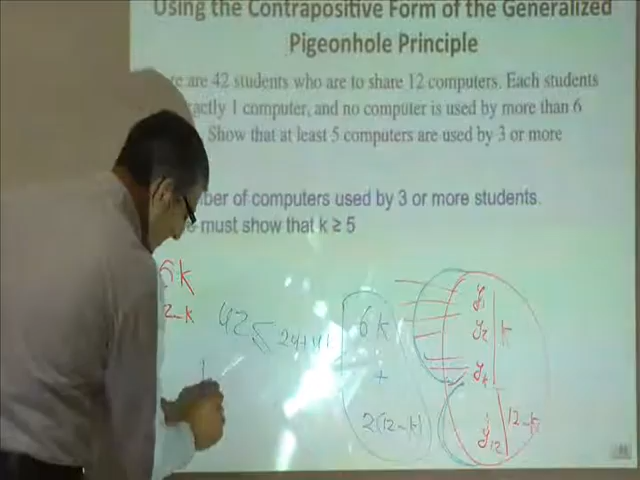 Using the Contrapositive Form of the Generalized
Pigeonhole Principle
are 42 students who are to share 12 computers. Each students
exactly 1 computer, and no computer is used by more than 6
Show that at least 5 computers are used by 3 or more
ber of computers used by 3 or more students.
must show that k ≥ 5
6k
2-k
42 ≤ 24+4k
6k
+
2(12-k)
y1
y2
k
yk
y12
12-k